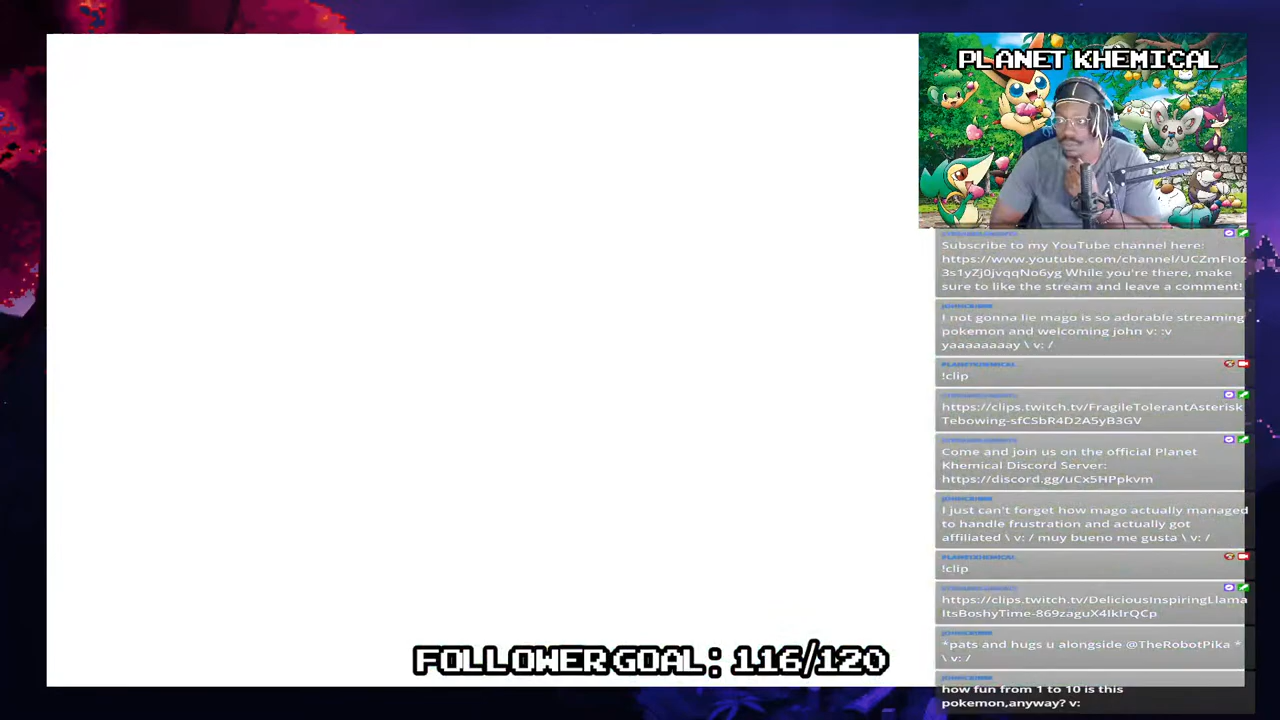 PLANET KHEMICAL
Subscribe to my YouTube channel here:
https://www.youtube.com/channel/UCZmFIoz
3s1yZj0jvqqNo6yg While you're there, make
sure to like the stream and leave a comment!
I not gonna lie mago is so adorable streaming
pokemon and welcoming john v: :v
yaaaaaaaay \ v: /
PLANETKHEMICAL
!clip
https://clips.twitch.tv/FragileTolerantAsterisk
Tebowing-sfCSbR4D2A5yB3GV
Come and join us on the official Planet
Khemical Discord Server:
https://discord.gg/uCx5HPpkvm
I just can't forget how mago actually managed
to handle frustration and actually got
affiliated \ v: / muy bueno me gusta \ v: /
PLANETKHEMICAL
!clip
https://clips.twitch.tv/DeliciousInspiringLlama
ItsBoshyTime-869zaguX4IkIrQCp
*pats and hugs u alongside @TheRobotPika *
\ v: /
how fun from 1 to 10 is this
pokemon,anyway? v:
FOLLOWER GOAL: 116/120